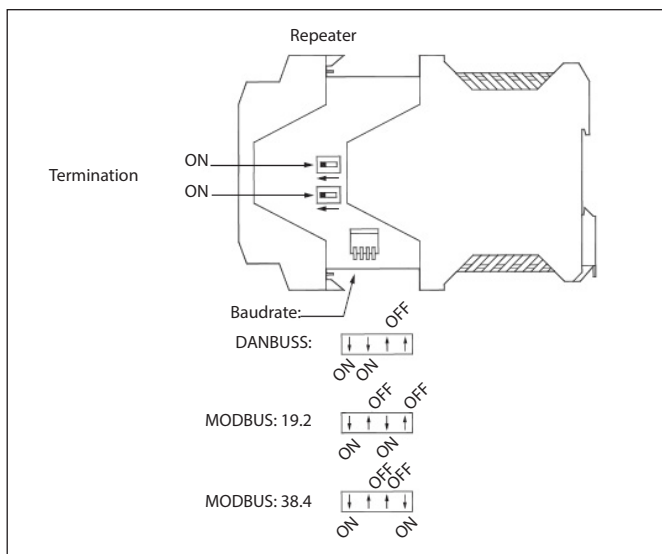 Repeater
ON
Termination
ON
Baudrate:
OFF
DANBUSS:
ON ON
OFF OFF
MODBUS: 19.2
ON ON
OFF OFF
MODBUS: 38.4
ON ON